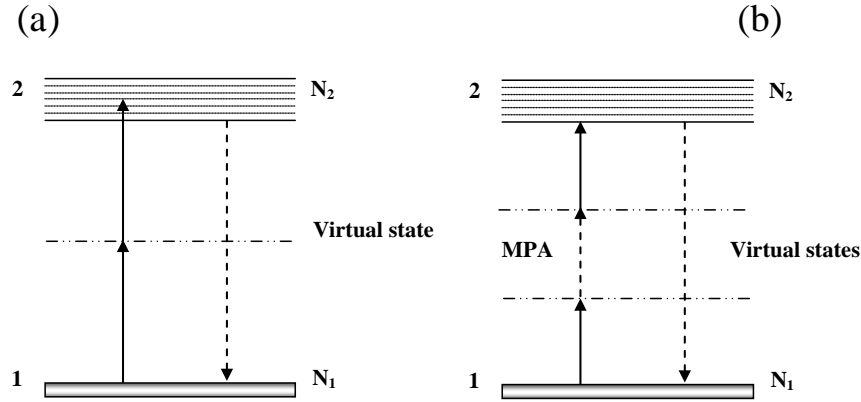 (a)
(b)
2
N2
2
N2
Virtual state
MPA
Virtual states
1
N1
1
N1